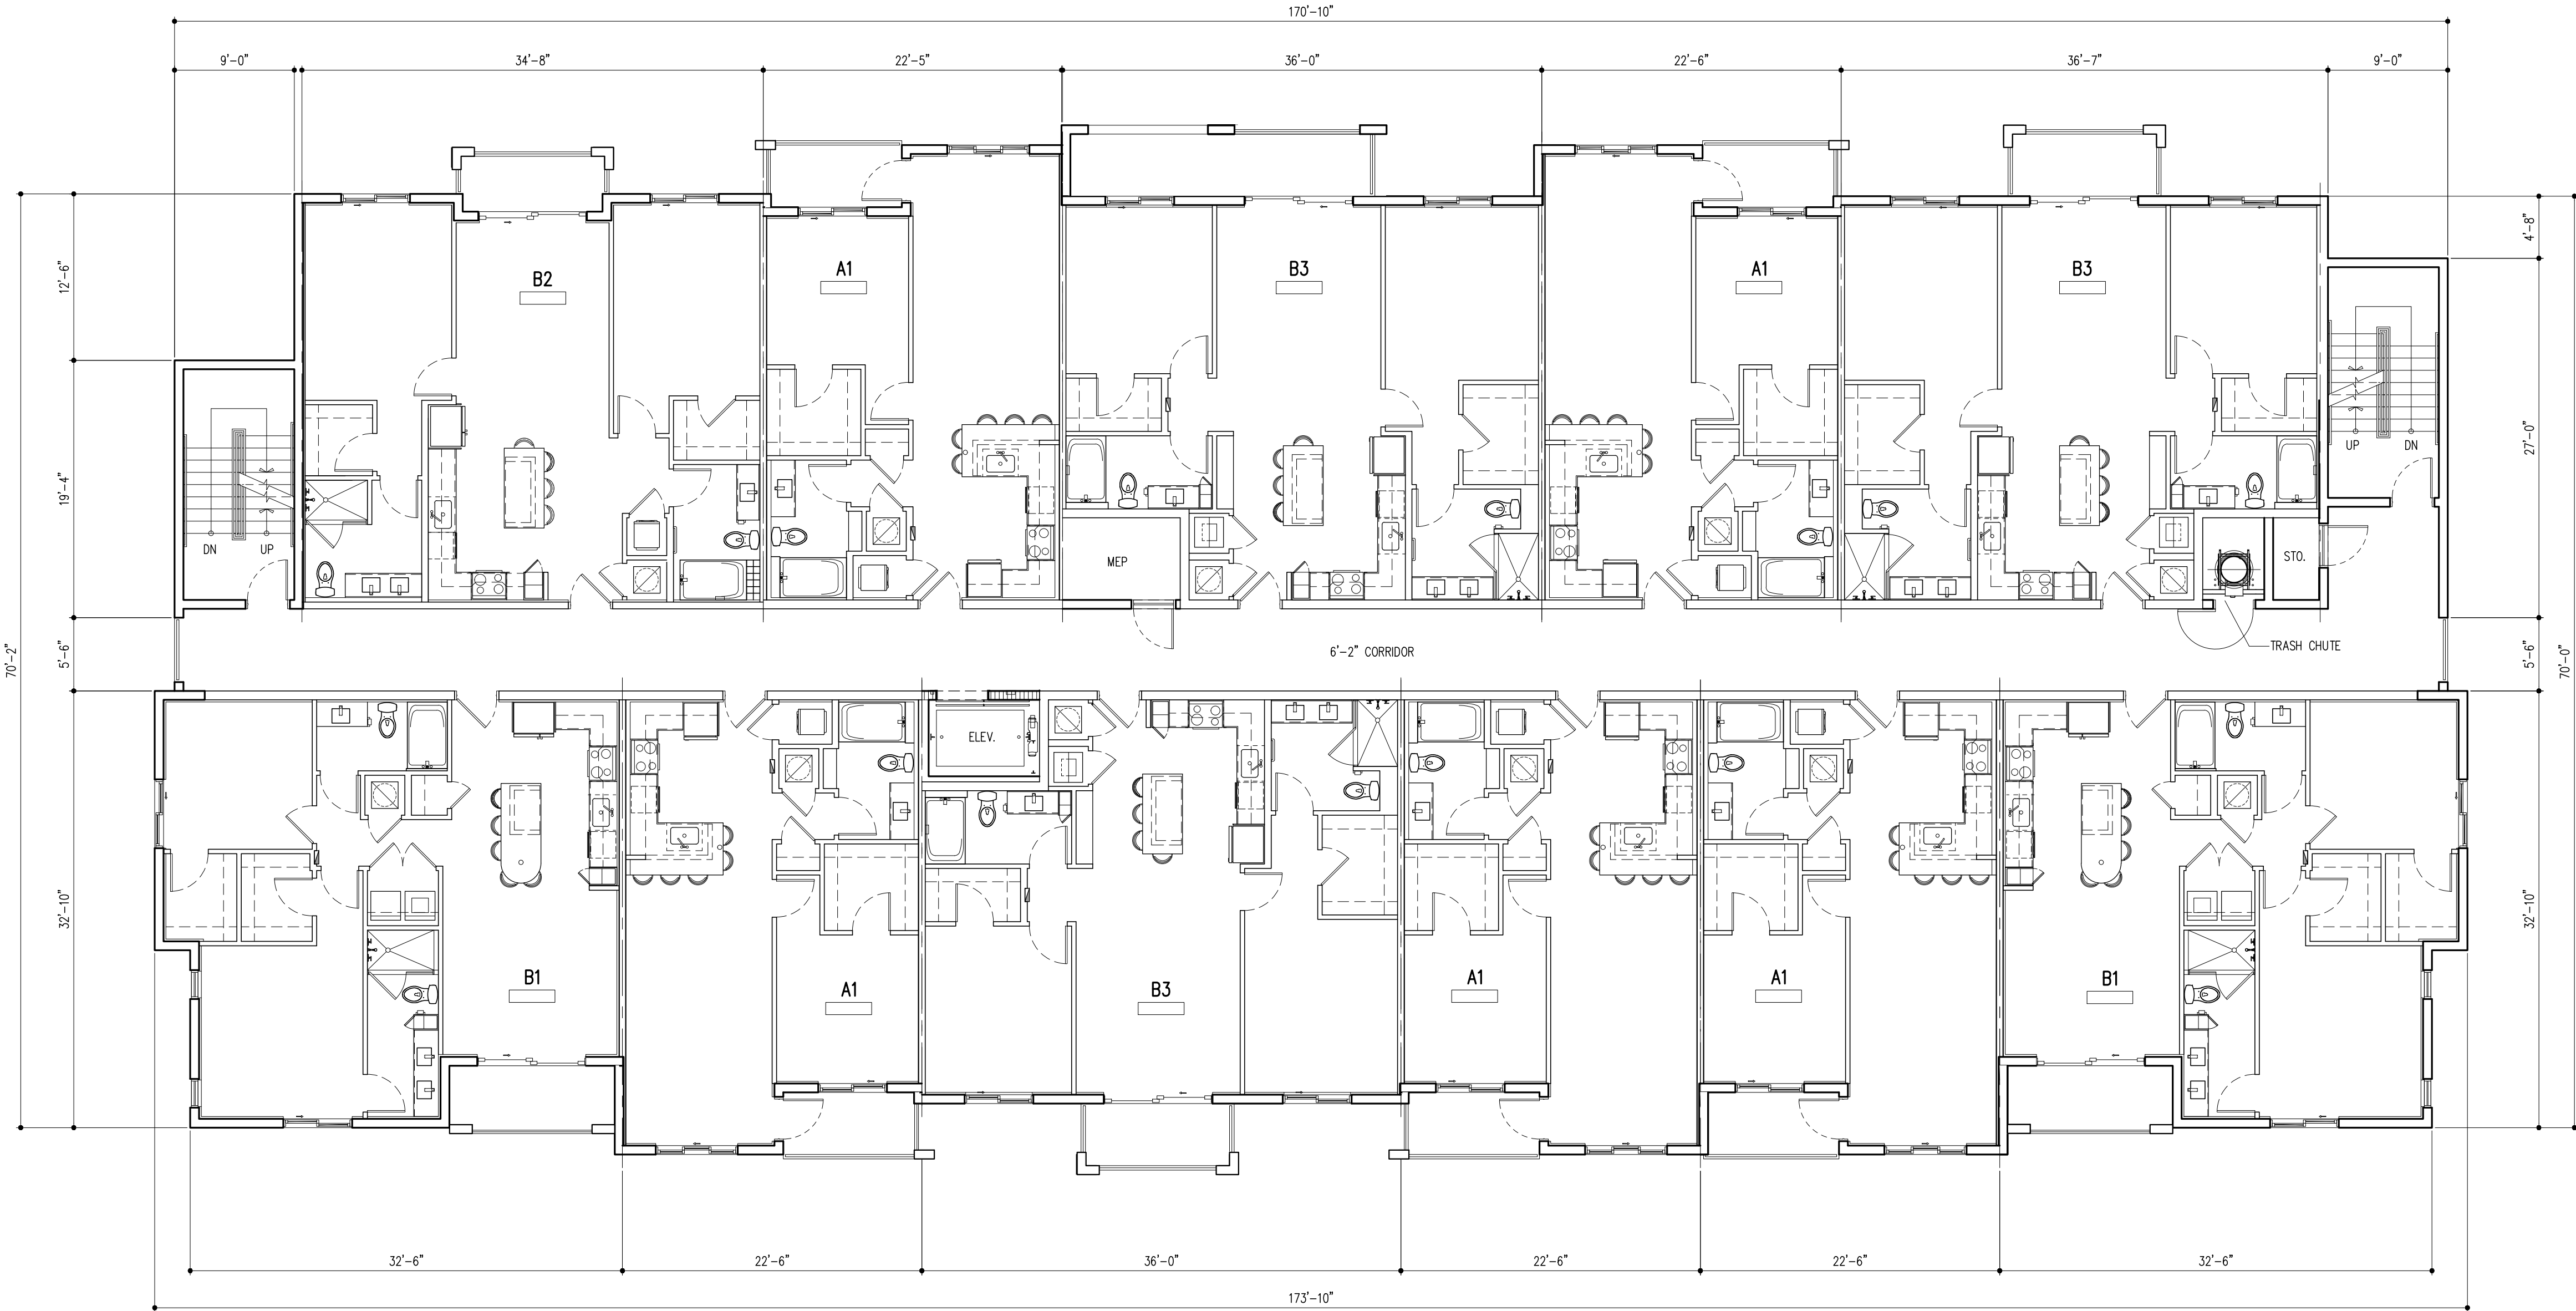 170'-10"
9'-0"
34'-8"
22'-5"
36'-0"
22'-6"
36'-7"
9'-0"
4'-8"
12'-6"
B2
A1
B3
A1
B3
19'-4"
27'-0"
UP
DN
DN
UP
MEP
STO.
70'-2"
5'-6"
6'-2" CORRIDOR
TRASH CHUTE
5'-6"
70'-0"
ELEV.
32'-10"
32'-10"
B1
A1
B3
A1
A1
B1
32'-6"
22'-6"
36'-0"
22'-6"
22'-6"
32'-6"
173'-10"